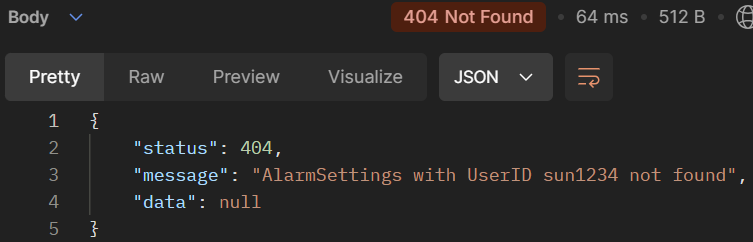 Body 404 Not Found • 64 ms • 512 B •
Pretty Raw Preview Visualize JSON
1 {
2 "status": 404,
3 "message": "AlarmSettings with UserID sun1234 not found",
4 "data": null
5 }